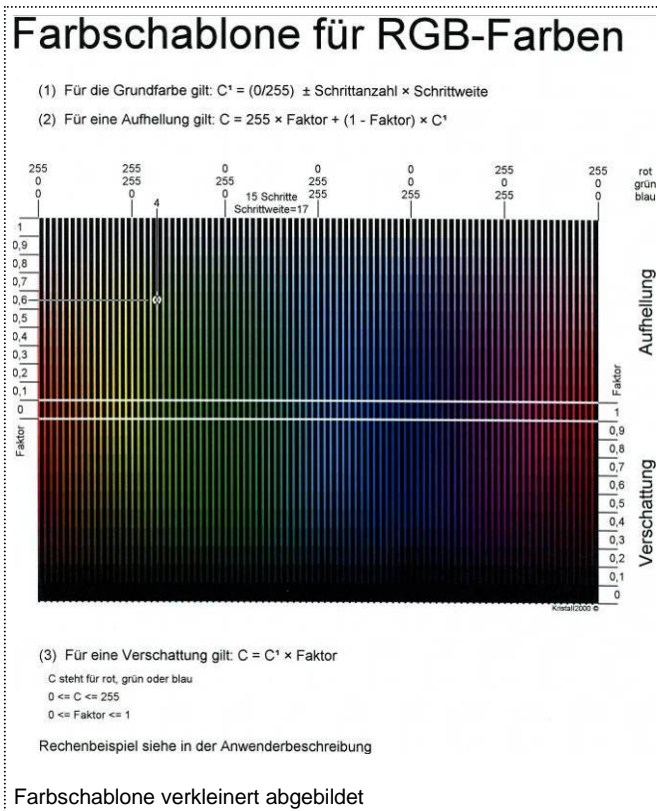 Farbschablone für RGB-Farben
(1) Für die Grundfarbe gilt: C¹ = (0/255) ± Schrittanzahl × Schrittweite
(2) Für eine Aufhellung gilt: C = 255 × Faktor + (1 - Faktor) × C¹
255 255 0 0 0 255 255 rot
0 255 255 255 0 0 0 grün
0 0 0 15 Schritte 255 255 255 0 blau
4 Schrittweite=17
1
0,9
0,8
0,7
0,6
0,5
0,4
0,3
0,2
0,1
0
Faktor
Aufhellung
Faktor
1
0,9
0,8
0,7
0,6
0,5
0,4
0,3
0,2
0,1
0
Verschattung
Kristall2000 ©
(3) Für eine Verschattung gilt: C = C¹ × Faktor
C steht für rot, grün oder blau
0 <= C <= 255
0 <= Faktor <= 1
Rechenbeispiel siehe in der Anwenderbeschreibung
Farbschablone verkleinert abgebildet